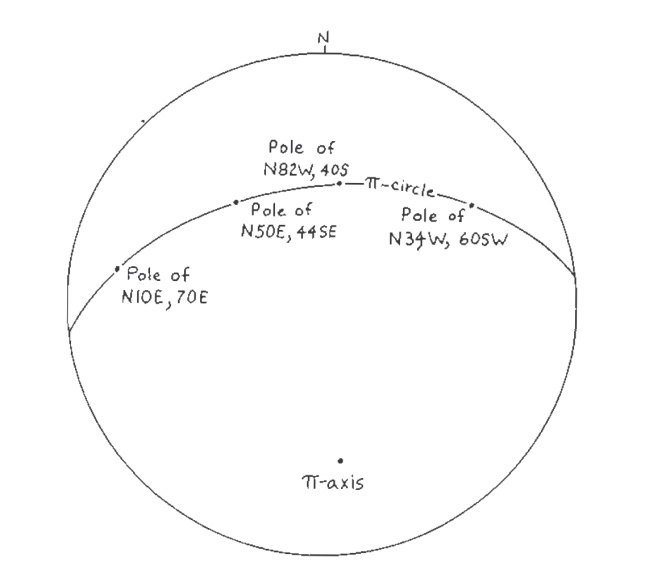 N
Pole of
N82W, 40S
π-circle
Pole of
N50E, 44SE
Pole of
N34W, 60SW
Pole of
N10E, 70E
π-axis